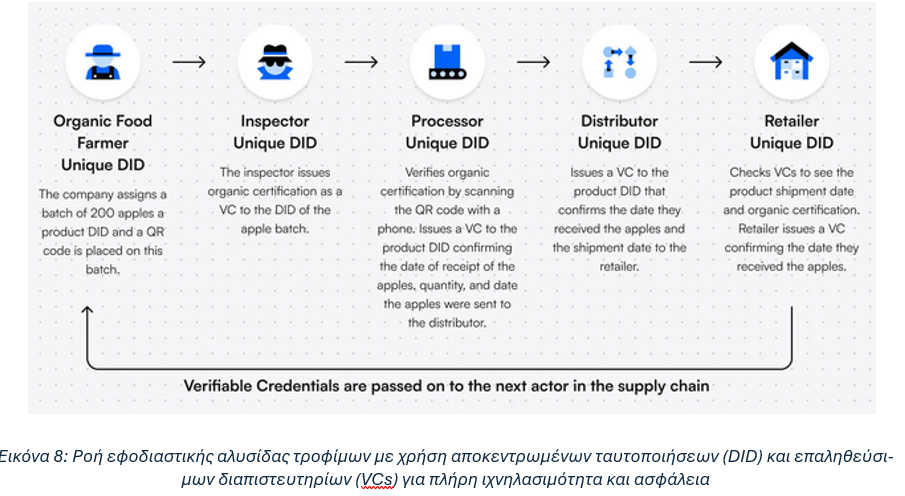 Organic Food
Farmer
Unique DID
The company assigns a
batch of 200 apples a
product DID and a QR
code is placed on this
batch.
Inspector
Unique DID
The inspector issues
organic certification as a
VC to the DID of the
apple batch.
Processor
Unique DID
Verifies organic
certification by scanning
the QR code with a
phone. Issues a VC to the
product DID confirming
the date of receipt of the
apples, quantity, and date
the apples were sent to
the distributor.
Distributor
Unique DID
Issues a VC to the
product DID that
confirms the date they
received the apples and
the shipment date to the
retailer.
Retailer
Unique DID
Checks VCs to see the
product shipment date
and organic certification.
Retailer issues a VC
confirming the date they
received the apples.
Verifiable Credentials are passed on to the next actor in the supply chain
Εικόνα 8: Ροή εφοδιαστικής αλυσίδας τροφίμων με χρήση αποκεντρωμένων ταυτοποιήσεων (DID) και επαληθεύσι-
μων διαπιστευτηρίων (VCs) για πλήρη ιχνηλασιμότητα και ασφάλεια